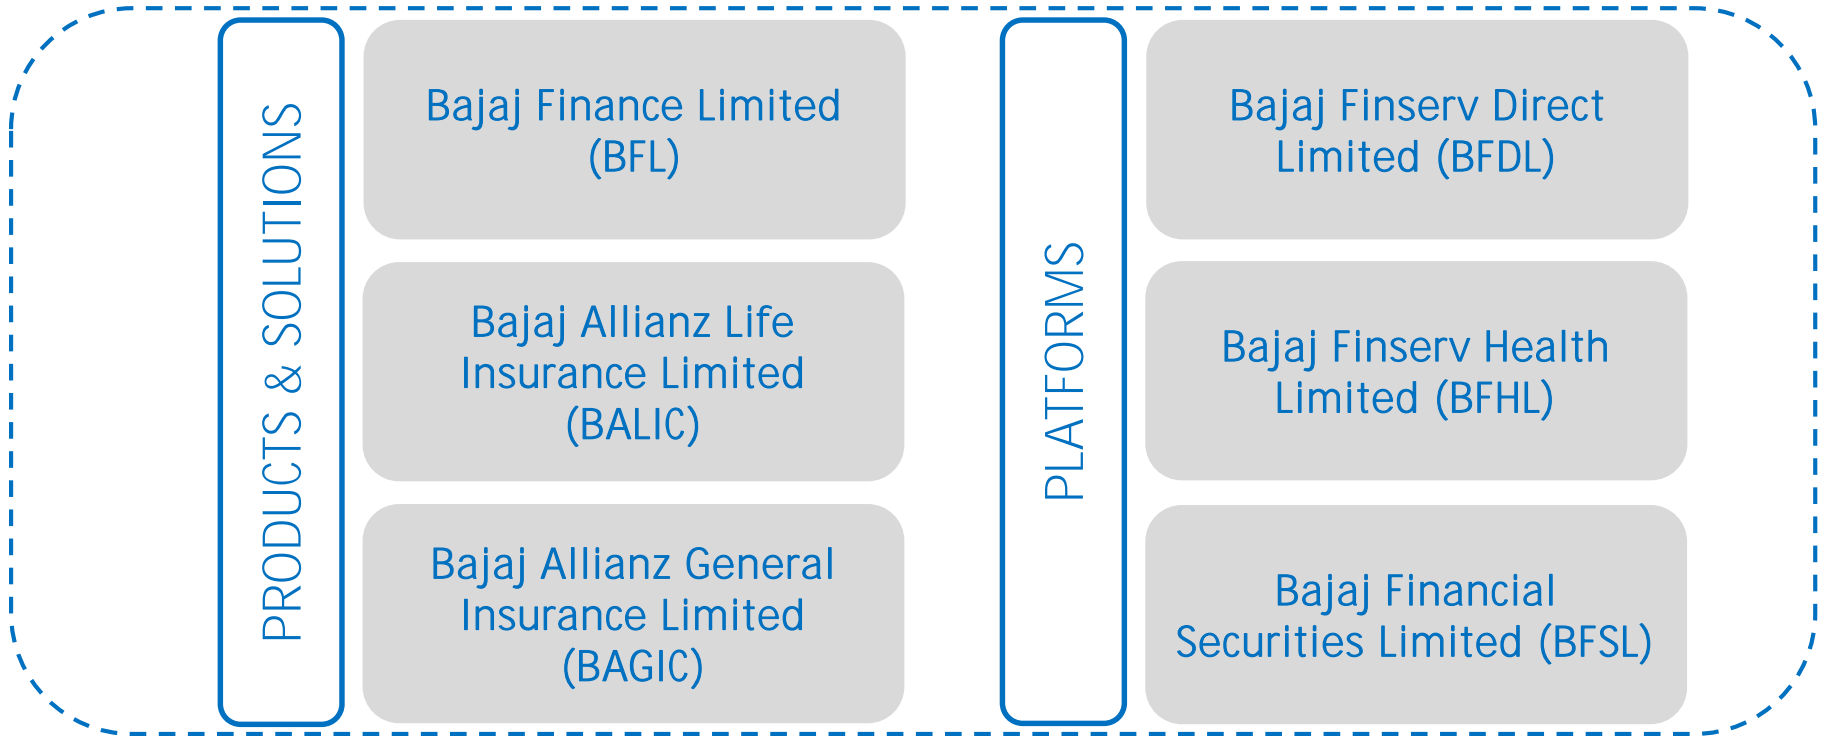 PRODUCTS & SOLUTIONS
Bajaj Finance Limited
(BFL)
Bajaj Allianz Life
Insurance Limited
(BALIC)
Bajaj Allianz General
Insurance Limited
(BAGIC)
PLATFORMS
Bajaj Finserv Direct
Limited (BFDL)
Bajaj Finserv Health
Limited (BFHL)
Bajaj Financial
Securities Limited (BFSL)